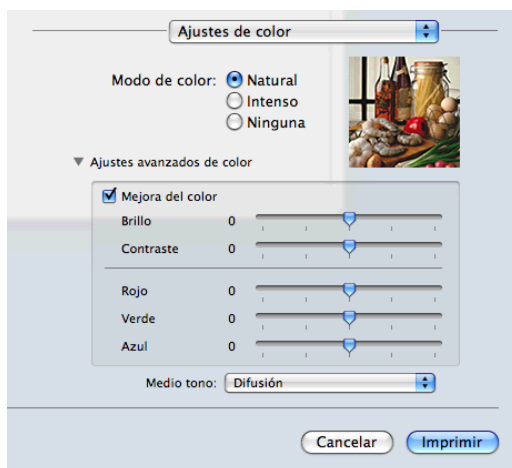 Ajustes de color
Modo de color: Natural
Intenso
Ninguna
Ajustes avanzados de color
Mejora del color
Brillo 0
Contraste 0
Rojo 0
Verde 0
Azul 0
Medio tono: Difusión
Cancelar Imprimir